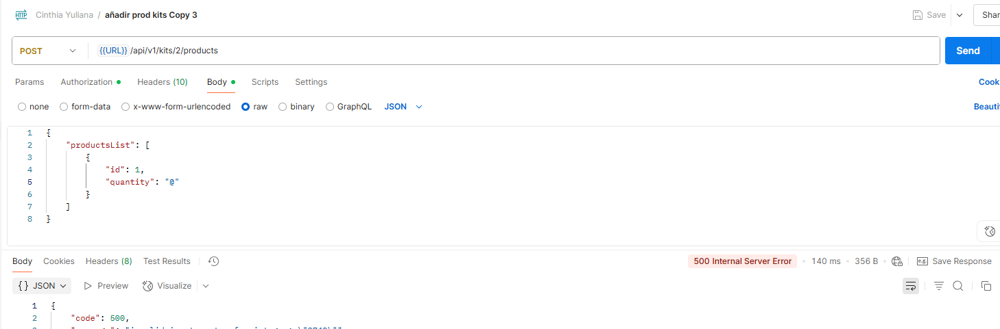 HTTP Cinthia Yuliana / añadir prod kits Copy 3 Save Shar
POST {{URL}}/api/v1/kits/2/products Send
Params Authorization Headers (10) Body Scripts Settings Cook
none form-data x-www-form-urlencoded raw binary GraphQL JSON Beautif
1 {
2 "productsList": [
3 {
4 "id": 1,
5 "quantity": "@"
6 }
7 ]
8 }
Body Cookies Headers (8) Test Results 500 Internal Server Error 140 ms 356 B e.g. Save Response
{} JSON Preview Visualize
1 {
2 "code": 500,